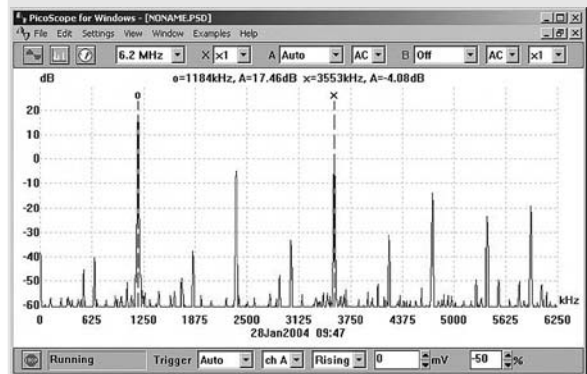 PicoScope for Windows - [NONAME.PSD]
File Edit Settings View Window Examples Help
6.2 MHz X x1 A Auto AC B Off AC x1
dB o=1184kHz, A=17.46dB x=3553kHz, A=-4.08dB
o x
20
10
0
-10
-20
-30
-40
-50
-60 kHz
0 625 1250 1875 2500 3125 3750 4375 5000 5625 6250
28Jan2004 09:47
Running Trigger Auto ch A Rising 0 mV -50 %